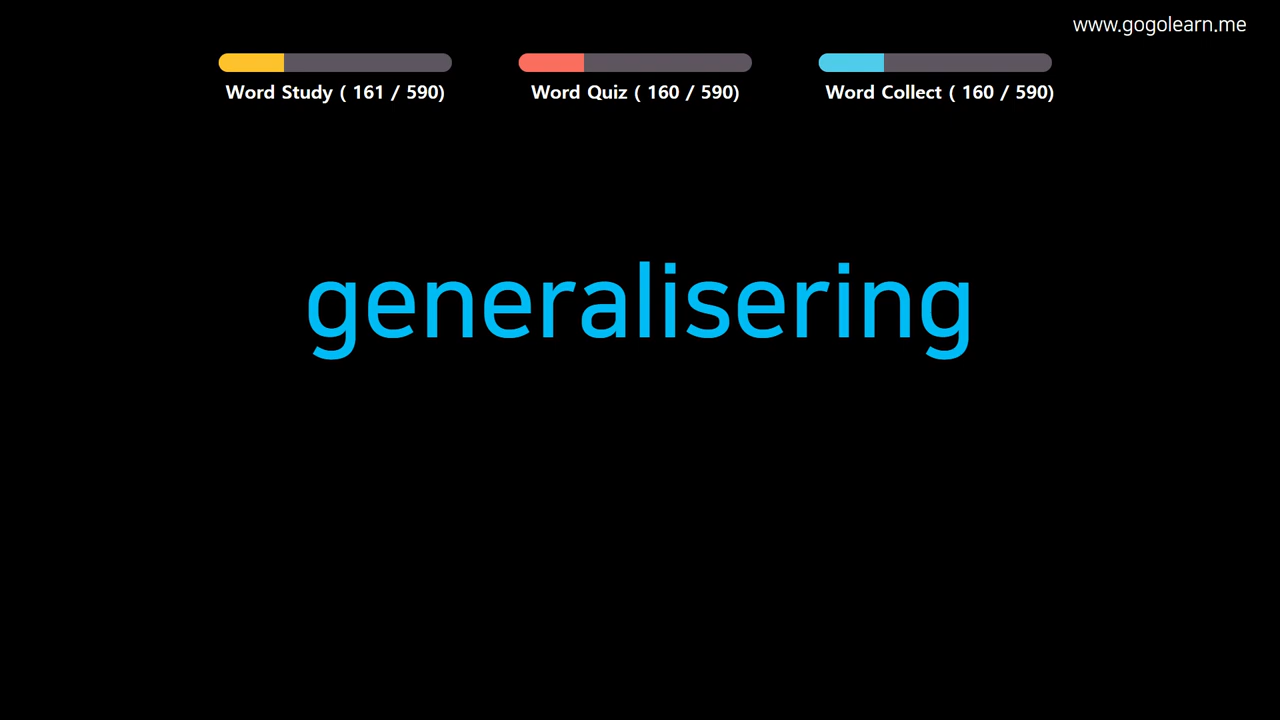 www.gogolearn.me
Word Study ( 161 / 590)
Word Quiz ( 160 / 590)
Word Collect ( 160 / 590)
generalisering